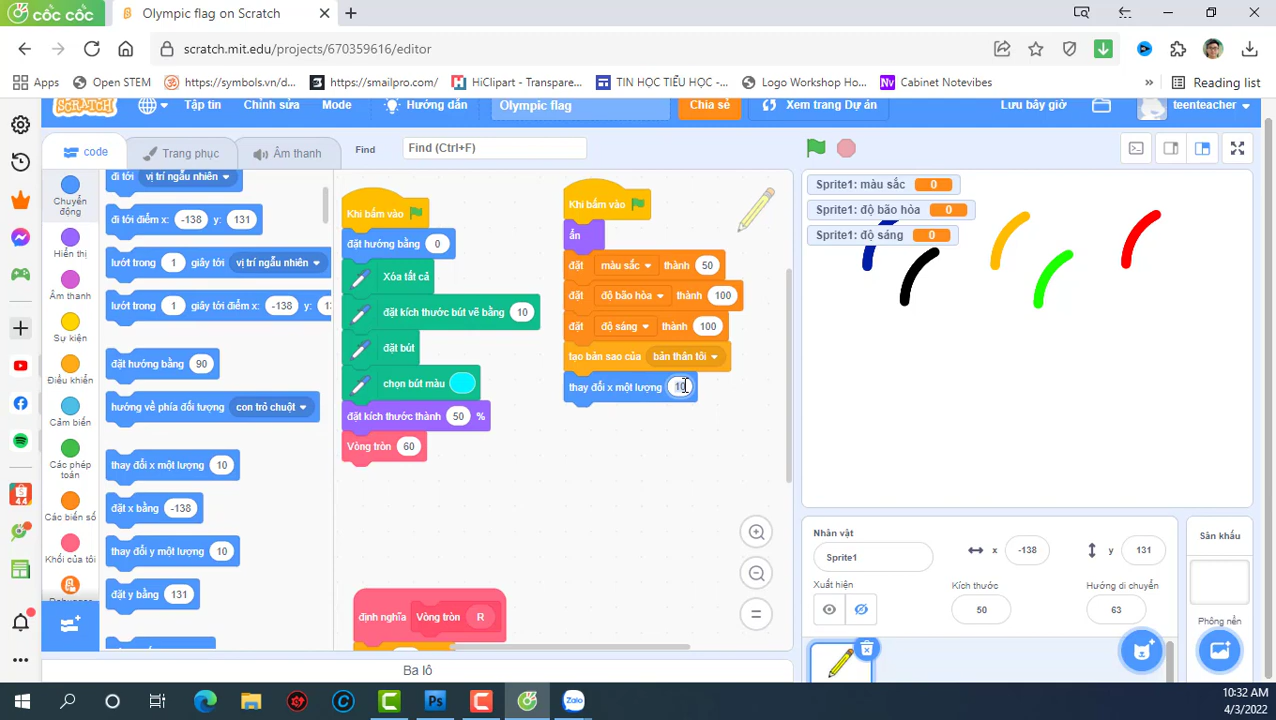 CỐC CỐC
Olympic flag on Scratch
scratch.mit.edu/projects/670359616/editor
Apps
Open STEM
https://symbols.vn/d...
https://smailpro.com/
HiClipart - Transpare...
TIN HỌC TIỂU HỌC -...
Logo Workshop Ho...
Nv Cabinet Notevibes
»
Reading list
SCRATCH
Tập tin
Chỉnh sửa
Mode
Hướng dẫn
Olympic flag
Chia sẻ
Xem trang Dự án
Lưu bây giờ
teenteacher
code
Trang phục
Âm thanh
Find
Find (Ctrl+F)
Chuyển động
Hiển thị
Âm thanh
Sự kiện
Điều khiển
Cảm biến
Các phép toán
Các biến số
Khối của tôi
đi tới vị trí ngẫu nhiên
đi tới điểm x: -138 y: 131
lướt trong 1 giây tới vị trí ngẫu nhiên
lướt trong 1 giây tới điểm x: -138 y:
đặt hướng bằng 90
hướng về phía đối tượng con trỏ chuột
thay đổi x một lượng 10
đặt x bằng -138
thay đổi y một lượng 10
đặt y bằng 131
Khi bấm vào
đặt hướng bằng 0
Xóa tất cả
đặt kích thước bút vẽ bằng 10
đặt bút
chọn bút màu
đặt kích thước thành 50 %
Vòng tròn 60
định nghĩa Vòng tròn R
Khi bấm vào
ẩn
đặt màu sắc thành 50
đặt độ bão hòa thành 100
đặt độ sáng thành 100
tạo bản sao của bản thân tôi
thay đổi x một lượng 10
Ba lô
Sprite1: màu sắc 0
Sprite1: độ bão hòa 0
Sprite1: độ sáng 0
Nhân vật
Sprite1
x -138
y 131
Xuất hiện
Kích thước
50
Hướng di chuyển
63
Sân khấu
Phông nền
Ps
Zalo
10:32 AM
4/3/2022